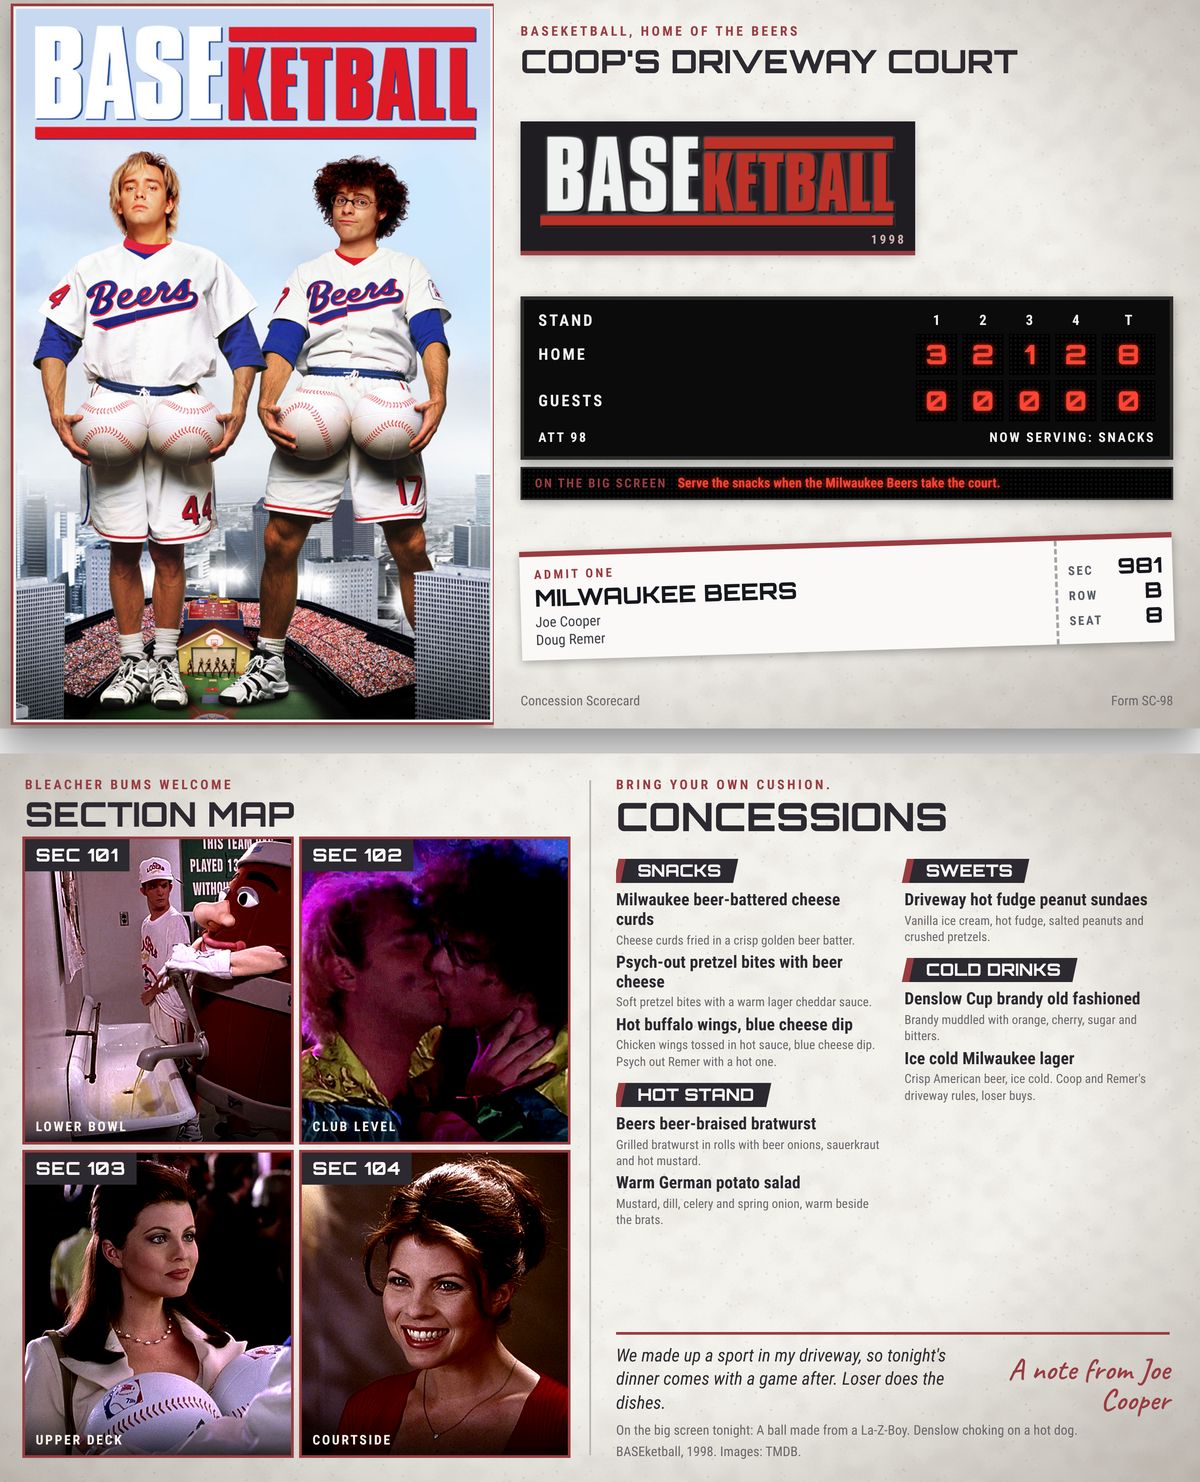 BASEKETBALL
Beers
Beers
4
7
44
17
BASKETBALL, HOME OF THE BEERS
COOP'S DRIVEWAY COURT
BASEKETBALL
1998
STAND 1 2 3 4 T
HOME 3 2 1 2 8
GUESTS 0 0 0 0 0
ATT 98 NOW SERVING: SNACKS
ON THE BIG SCREEN Serve the snacks when the Milwaukee Beers take the court.
ADMIT ONE
MILWAUKEE BEERS
Joe Cooper
Doug Remer
SEC 981
ROW B
SEAT 8
Concession Scorecard
Form SC-98
BLEACHER BUMS WELCOME
SECTION MAP
SEC 101
THIS TEAM HAS
PLAYED 13
WITHOU
LOSERS
LOWER BOWL
SEC 102
CLUB LEVEL
SEC 103
UPPER DECK
SEC 104
COURTSIDE
BRING YOUR OWN CUSHION.
CONCESSIONS
SNACKS
Milwaukee beer-battered cheese
curds
Cheese curds fried in a crisp golden beer batter.
Psych-out pretzel bites with beer
cheese
Soft pretzel bites with a warm lager cheddar sauce.
Hot buffalo wings, blue cheese dip
Chicken wings tossed in hot sauce, blue cheese dip.
Psych out Remer with a hot one.
HOT STAND
Beers beer-braised bratwurst
Grilled bratwurst in rolls with beer onions, sauerkraut
and hot mustard.
Warm German potato salad
Mustard, dill, celery and spring onion, warm beside
the brats.
SWEETS
Driveway hot fudge peanut sundaes
Vanilla ice cream, hot fudge, salted peanuts and
crushed pretzels.
COLD DRINKS
Denslow Cup brandy old fashioned
Brandy muddled with orange, cherry, sugar and
bitters.
Ice cold Milwaukee lager
Crisp American beer, ice cold. Coop and Remer's
driveway rules, loser buys.
We made up a sport in my driveway, so tonight's
dinner comes with a game after. Loser does the
dishes.
A note from Joe
Cooper
On the big screen tonight: A ball made from a La-Z-Boy. Denslow choking on a hot dog.
BASEketball, 1998. Images: TMDB.